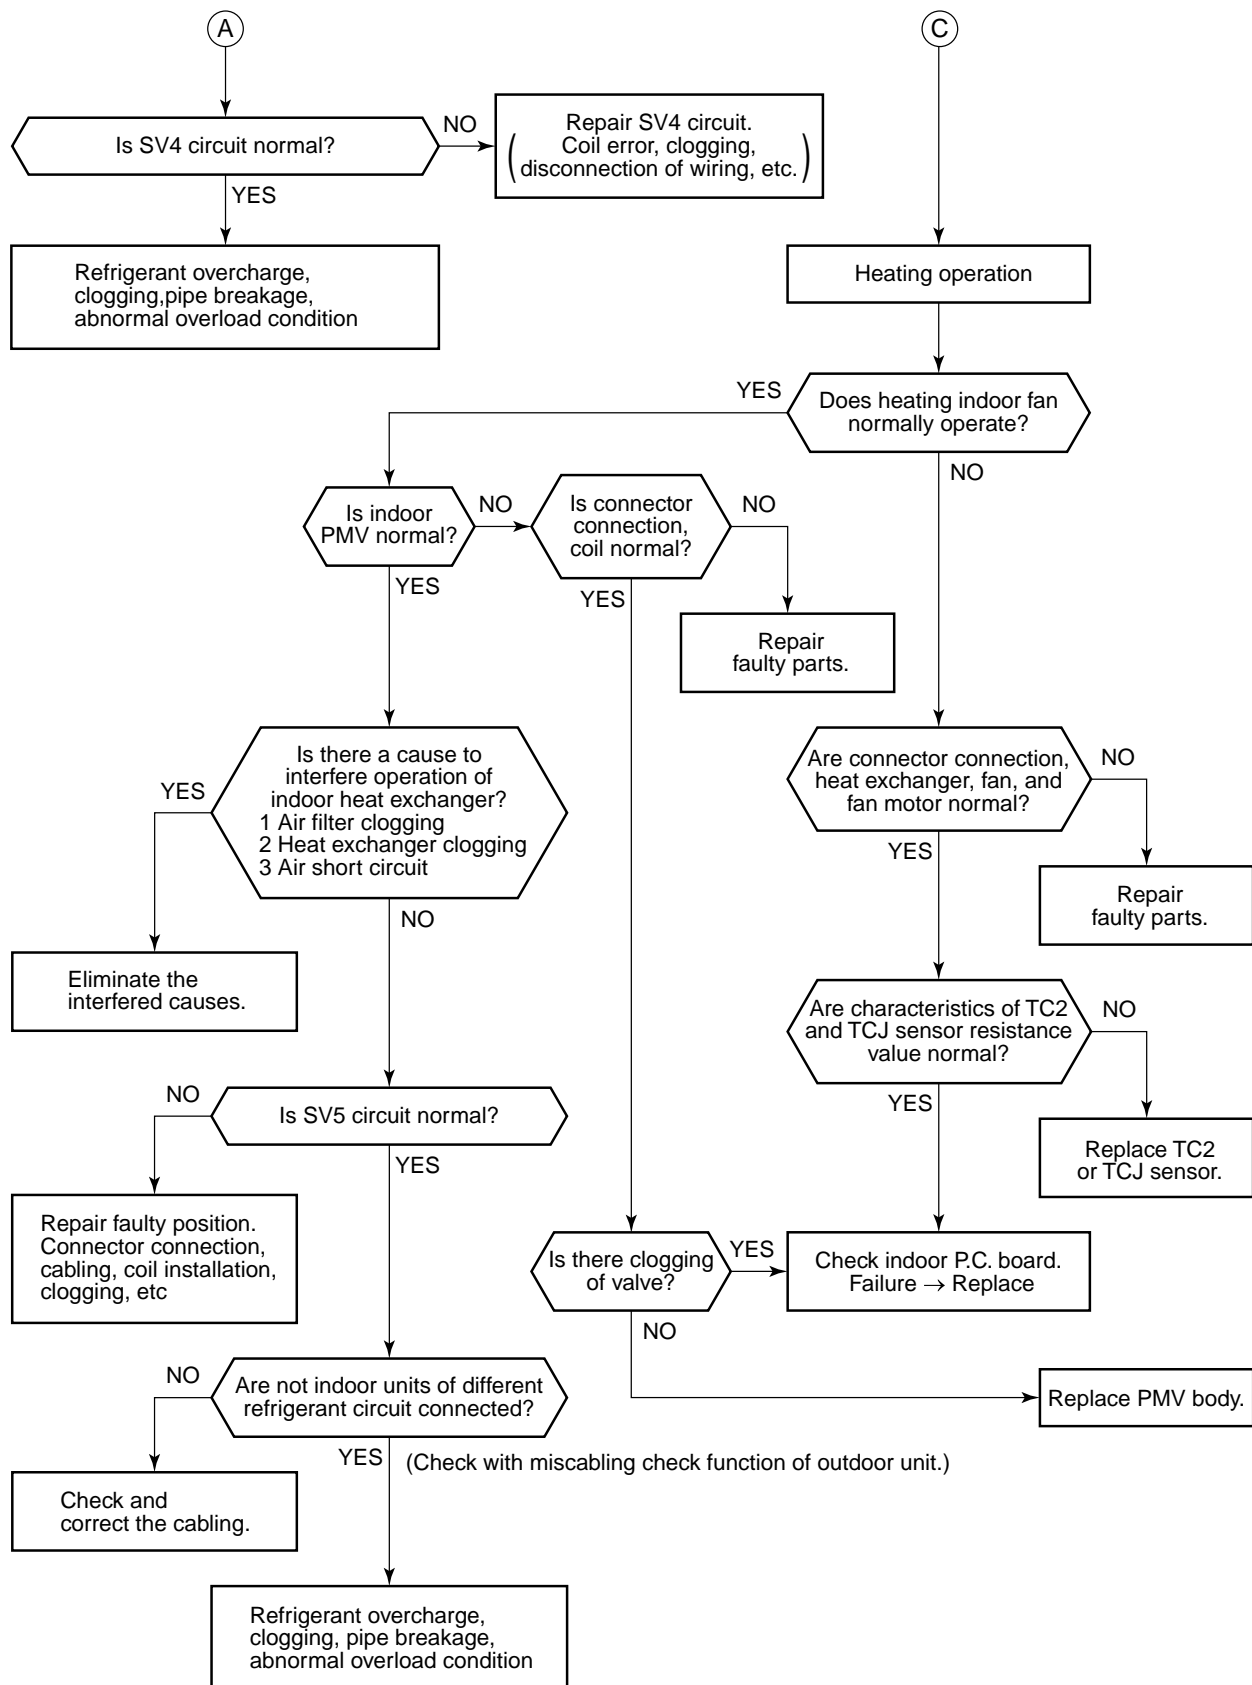 A
C
Is SV4 circuit normal?
NO
Repair SV4 circuit.
Coil error, clogging,
disconnection of wiring, etc.
YES
Refrigerant overcharge,
clogging,pipe breakage,
abnormal overload condition
Heating operation
YES
Does heating indoor fan
normally operate?
NO
Is indoor
PMV normal?
NO
Is connector
connection,
coil normal?
NO
YES
YES
Repair
faulty parts.
Is there a cause to
interfere operation of
indoor heat exchanger?
1 Air filter clogging
2 Heat exchanger clogging
3 Air short circuit
YES
NO
Are connector connection,
heat exchanger, fan, and
fan motor normal?
NO
YES
Repair
faulty parts.
Eliminate the
interfered causes.
Are characteristics of TC2
and TCJ sensor resistance
value normal?
NO
YES
Replace TC2
or TCJ sensor.
NO
Is SV5 circuit normal?
YES
Repair faulty position.
Connector connection,
cabling, coil installation,
clogging, etc
Is there clogging
of valve?
YES
Check indoor P.C. board.
Failure → Replace
NO
Replace PMV body.
NO
Are not indoor units of different
refrigerant circuit connected?
YES
(Check with miscabling check function of outdoor unit.)
Check and
correct the cabling.
Refrigerant overcharge,
clogging, pipe breakage,
abnormal overload condition